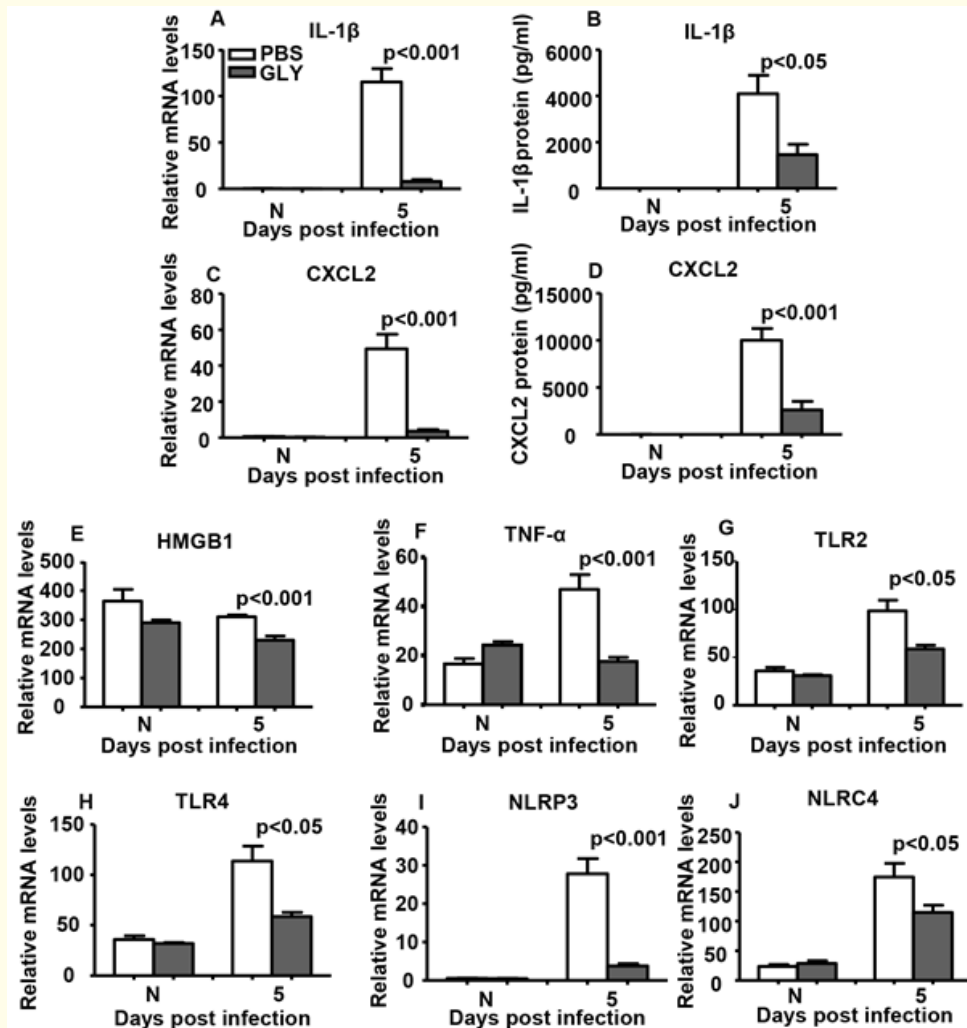 A
IL-1β
PBS
GLY
p<0.001
Relative mRNA levels
150
100
50
0
N
5
Days post infection
B
IL-1β
p<0.05
IL-1β protein (pg/ml)
6000
4000
2000
0
N
5
Days post infection
C
CXCL2
p<0.001
Relative mRNA levels
80
60
40
20
0
N
5
Days post infection
D
CXCL2
p<0.001
CXCL2 protein (pg/ml)
15000
10000
5000
0
N
5
Days post infection
E
HMGB1
p<0.001
Relative mRNA levels
500
400
300
200
100
0
N
5
Days post infection
F
TNF-α
p<0.001
Relative mRNA levels
60
40
20
0
N
5
Days post infection
G
TLR2
p<0.05
Relative mRNA levels
150
100
50
0
N
5
Days post infection
H
TLR4
p<0.05
Relative mRNA levels
150
100
50
0
N
5
Days post infection
I
NLRP3
p<0.001
Relative mRNA levels
40
30
20
10
0
N
5
Days post infection
J
NLRC4
p<0.05
Relative mRNA levels
250
200
150
100
50
0
N
5
Days post infection